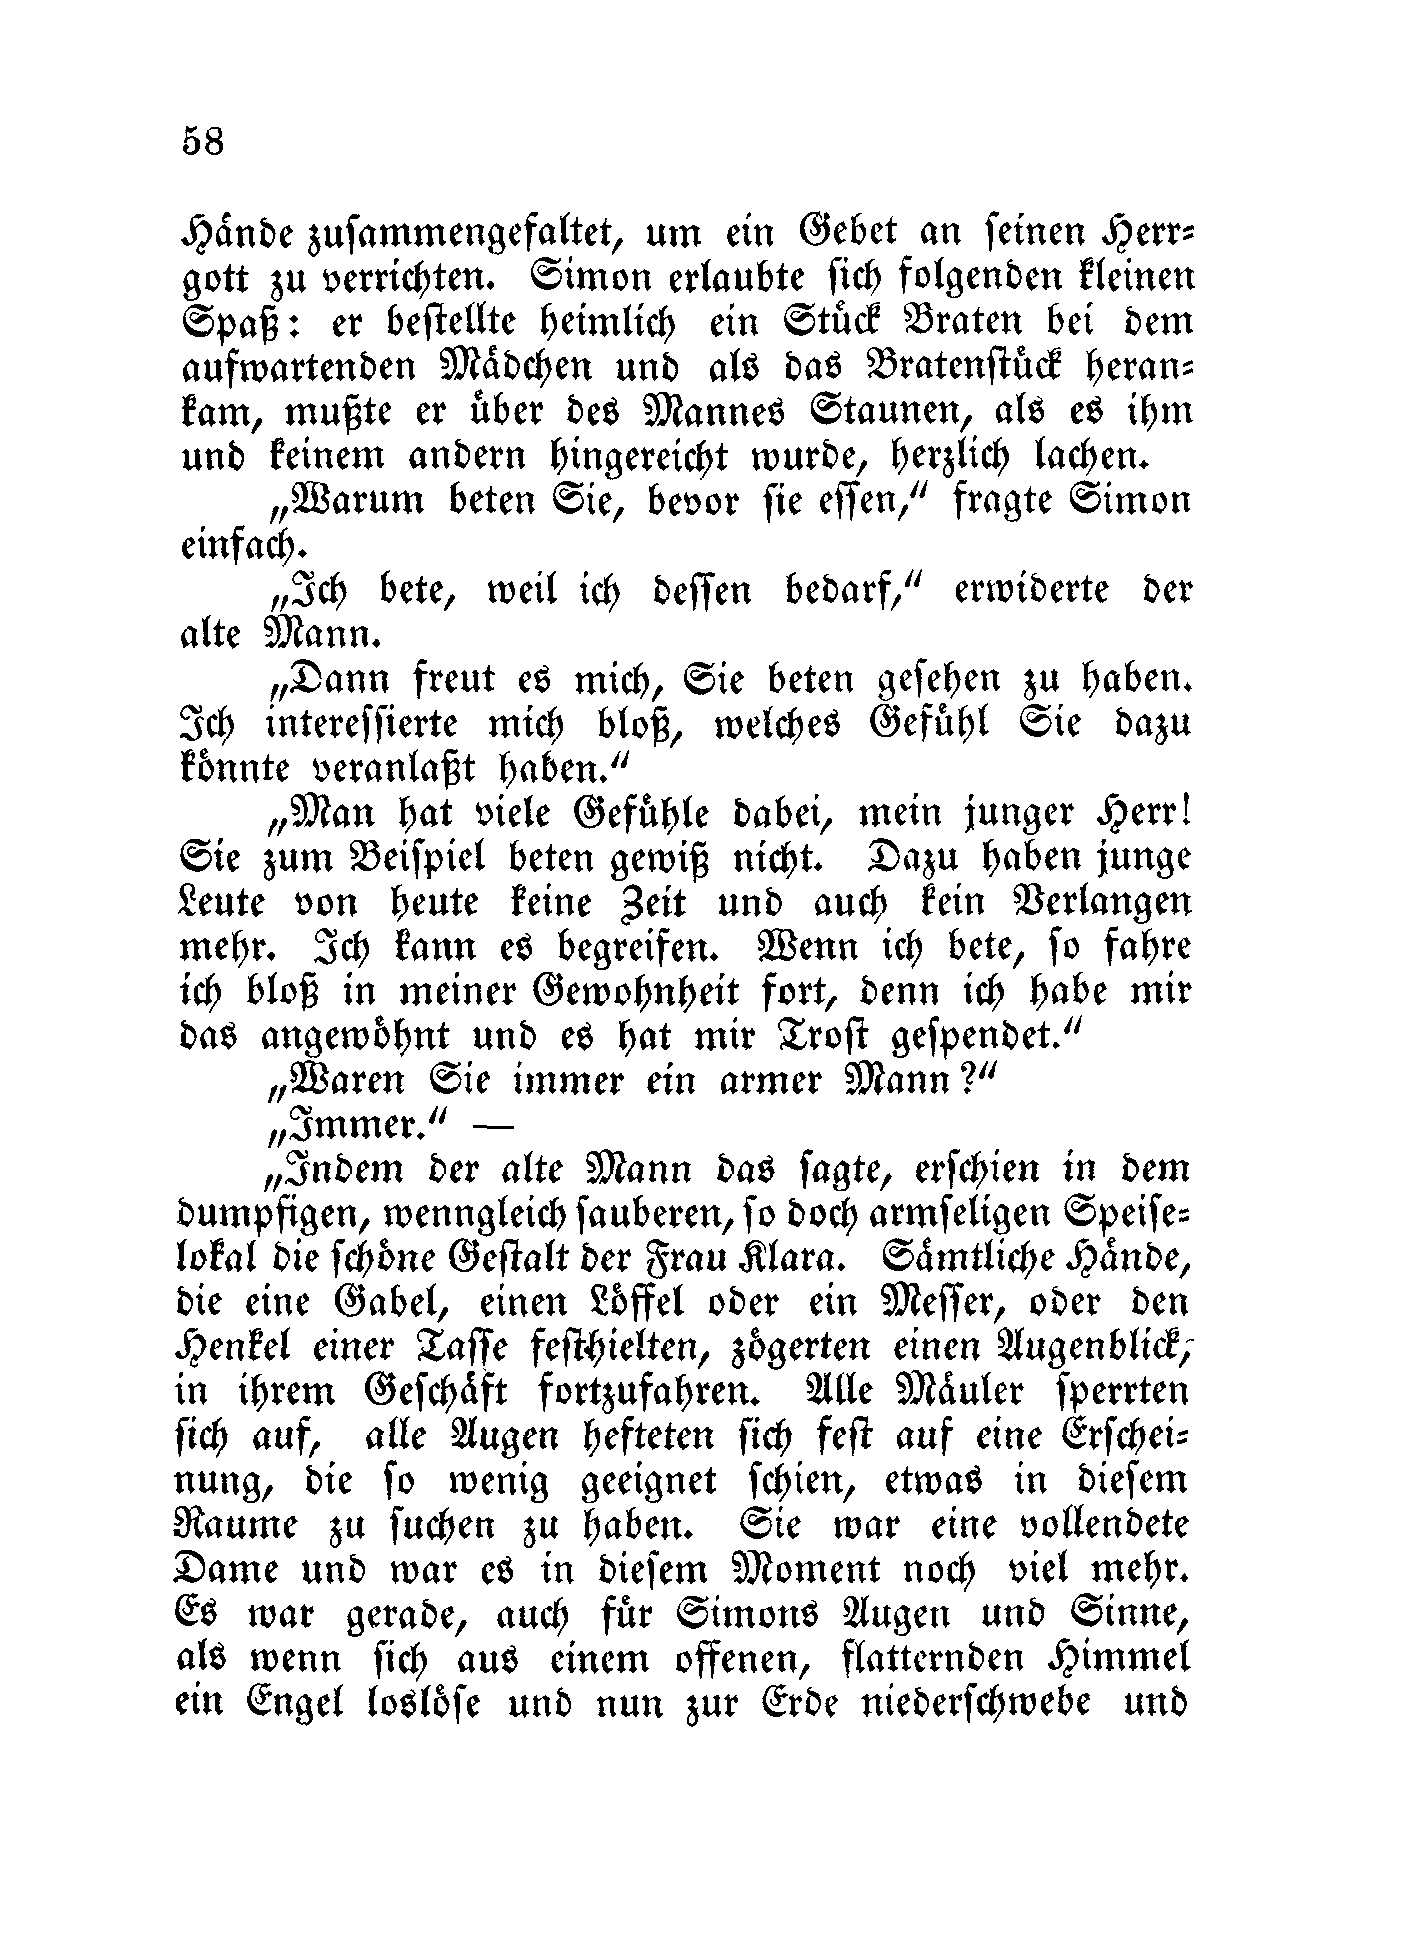 58
Hände zusammengefaltet, um ein Gebet an seinen Herr-
gott zu verrichten. Simon erlaubte sich folgenden kleinen
Spaß: er bestellte heimlich ein Stück Braten bei dem
aufwartenden Mädchen und als das Bratenstück heran-
kam, mußte er über des Mannes Staunen, als es ihm
und keinem andern hingereicht wurde, herzlich lachen.
„Warum beten Sie, bevor sie essen,“ fragte Simon
einfach.
„Ich bete, weil ich dessen bedarf,“ erwiderte der
alte Mann.
„Dann freut es mich, Sie beten gesehen zu haben.
Ich interessierte mich bloß, welches Gefühl Sie dazu
könnte veranlaßt haben.“
„Man hat viele Gefühle dabei, mein junger Herr!
Sie zum Beispiel beten gewiß nicht. Dazu haben junge
Leute von heute keine Zeit und auch kein Verlangen
mehr. Ich kann es begreifen. Wenn ich bete, so fahre
ich bloß in meiner Gewohnheit fort, denn ich habe mir
das angewöhnt und es hat mir Trost gespendet.“
„Waren Sie immer ein armer Mann?“
„Immer.“ —
„Indem der alte Mann das sagte, erschien in dem
dumpfigen, wenngleich sauberen, so doch armseligen Speise-
lokal die schöne Gestalt der Frau Klara. Sämtliche Hände,
die eine Gabel, einen Löffel oder ein Messer, oder den
Henkel einer Tasse festhielten, zögerten einen Augenblick,
in ihrem Geschäft fortzufahren. Alle Mäuler sperrten
sich auf, alle Augen hefteten sich fest auf eine Erschei-
nung, die so wenig geeignet schien, etwas in diesem
Raume zu suchen zu haben. Sie war eine vollendete
Dame und war es in diesem Moment noch viel mehr.
Es war gerade, auch für Simons Augen und Sinne,
als wenn sich aus einem offenen, flatternden Himmel
ein Engel loslöse und nun zur Erde niederschwebe und